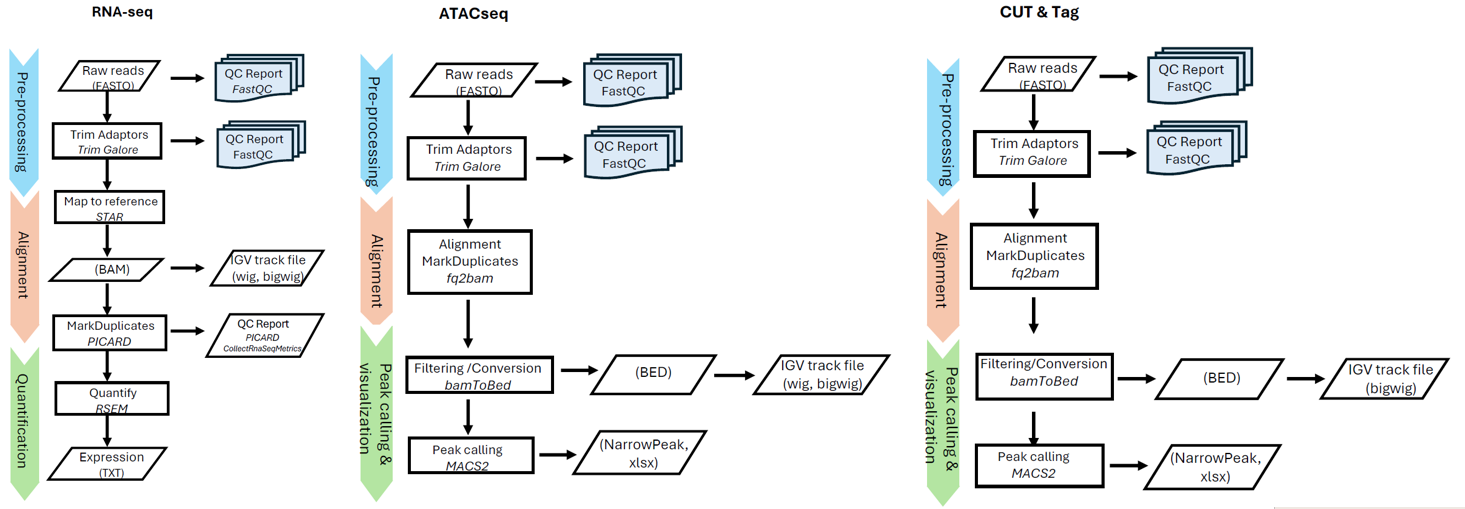 RNA-seq
Pre-processing
Alignment
Quantification
Raw reads
(FASTO)
QC Report
FastQC
Trim Adaptors
Trim Galore
QC Report
FastQC
Map to reference
STAR
(BAM)
IGV track file
(wig, bigwig)
MarkDuplicates
PICARD
QC Report
PICARD
CollectRnaSeqMetrics
Quantify
RSEM
Expression
(TXT)
ATACseq
Pre-processing
Alignment
Peak calling &
visualization
Raw reads
(FASTO)
QC Report
FastQC
Trim Adaptors
Trim Galore
QC Report
FastQC
Alignment
MarkDuplicates
fq2bam
Filtering /Conversion
bamToBed
(BED)
IGV track file
(wig, bigwig)
Peak calling
MACS2
(NarrowPeak,
xlsx)
CUT & Tag
Pre-processing
Alignment
Peak calling &
visualization
Raw reads
(FASTO)
QC Report
FastQC
Trim Adaptors
Trim Galore
QC Report
FastQC
Alignment
MarkDuplicates
fq2bam
Filtering/Conversion
bamToBed
(BED)
IGV track file
(bigwig)
Peak calling
MACS2
(NarrowPeak,
xlsx)